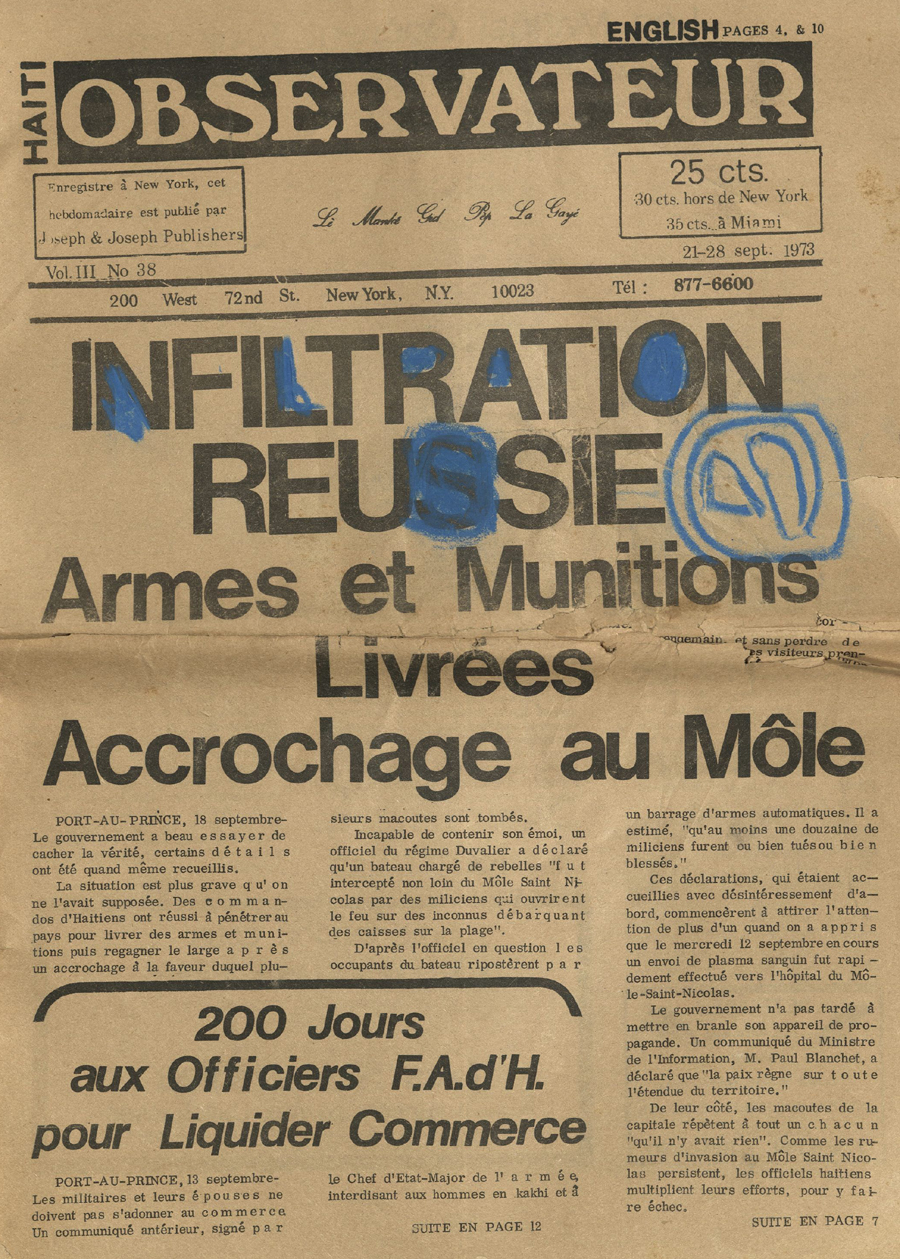 ENGLISH PAGES 4, & 10
HAITI
OBSERVATEUR
Enregistre à New York, cet
hebdomadaire est publié par
Joseph & Joseph Publishers
Lé Manké Gid Pèp La Gayé
25 cts.
30 cts. hors de New York
35 cts. à Miami
21-28 sept. 1973
Vol. III No 38
200 West 72nd St. New York, N.Y. 10023 Tél : 877-6600
INFILTRATION
REUSSIE
Armes et Munitions
Livrées
Accrochage au Môle
et sans perdre de
visiteurs pren-
PORT-AU-PRINCE, 18 septembre-
Le gouvernement a beau essayer de
cacher la vérité, certains détails
ont été quand même recueillis.
La situation est plus grave qu'on
ne l'avait supposée. Des comman-
dos d'Haitiens ont réussi à pénétrer au
pays pour livrer des armes et muni-
tions puis regagner le large après
un accrochage à la faveur duquel plu-
sieurs macoutes sont tombés.
Incapable de contenir son émoi, un
officiel du régime Duvalier a déclaré
qu'un bateau chargé de rebelles "fut
intercepté non loin du Môle Saint Ni-
colas par des miliciens qui ouvrirent
le feu sur des inconnus débarquant
des caisses sur la plage".
D'après l'officiel en question les
occupants du bateau ripostèrent par
un barrage d'armes automatiques. Il a
estimé, "qu'au moins une douzaine de
miliciens furent ou bien tués ou bien
blessés."
Ces déclarations, qui étaient ac-
cueillies avec désintéressement d'a-
bord, commencèrent à attirer l'atten-
tion de plus d'un quand on a appris
que le mercredi 12 septembre en cours
un envoi de plasma sanguin fut rapi-
dement effectué vers l'hôpital du Mô-
le-Saint-Nicolas.
Le gouvernement n'a pas tardé à
mettre en branle son appareil de pro-
pagande. Un communiqué du Ministre
de l'Information, M. Paul Blanchet, a
déclaré que "la paix règne sur toute
l'étendue du territoire."
De leur côté, les macoutes de la
capitale répètent à tout un chacun
"qu'il n'y avait rien". Comme les ru-
meurs d'invasion au Môle Saint Nico-
las persistent, les officiels haïtiens
multiplient leurs efforts, pour y fai-
re échec.
SUITE EN PAGE 7
200 Jours
aux Officiers F.A.d'H.
pour Liquider Commerce
PORT-AU-PRINCE, 13 septembre-
Les militaires et leurs épouses ne
doivent pas s'adonner au commerce
Un communiqué antérieur, signé par
le Chef d'Etat-Major de l'armée,
interdisant aux hommes en kakhi et à
SUITE EN PAGE 12